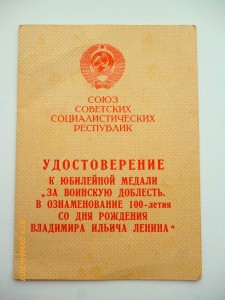 СОЮЗ
СОВЕТСКИХ
СОЦИАЛИСТИЧЕСКИХ
РЕСПУБЛИК
УДОСТОВЕРЕНИЕ
К ЮБИЛЕЙНОЙ МЕДАЛИ
„ЗА ВОИНСКУЮ ДОБЛЕСТЬ.
В ОЗНАМЕНОВАНИЕ 100-летия
СО ДНЯ РОЖДЕНИЯ
ВЛАДИМИРА ИЛЬИЧА ЛЕНИНА“